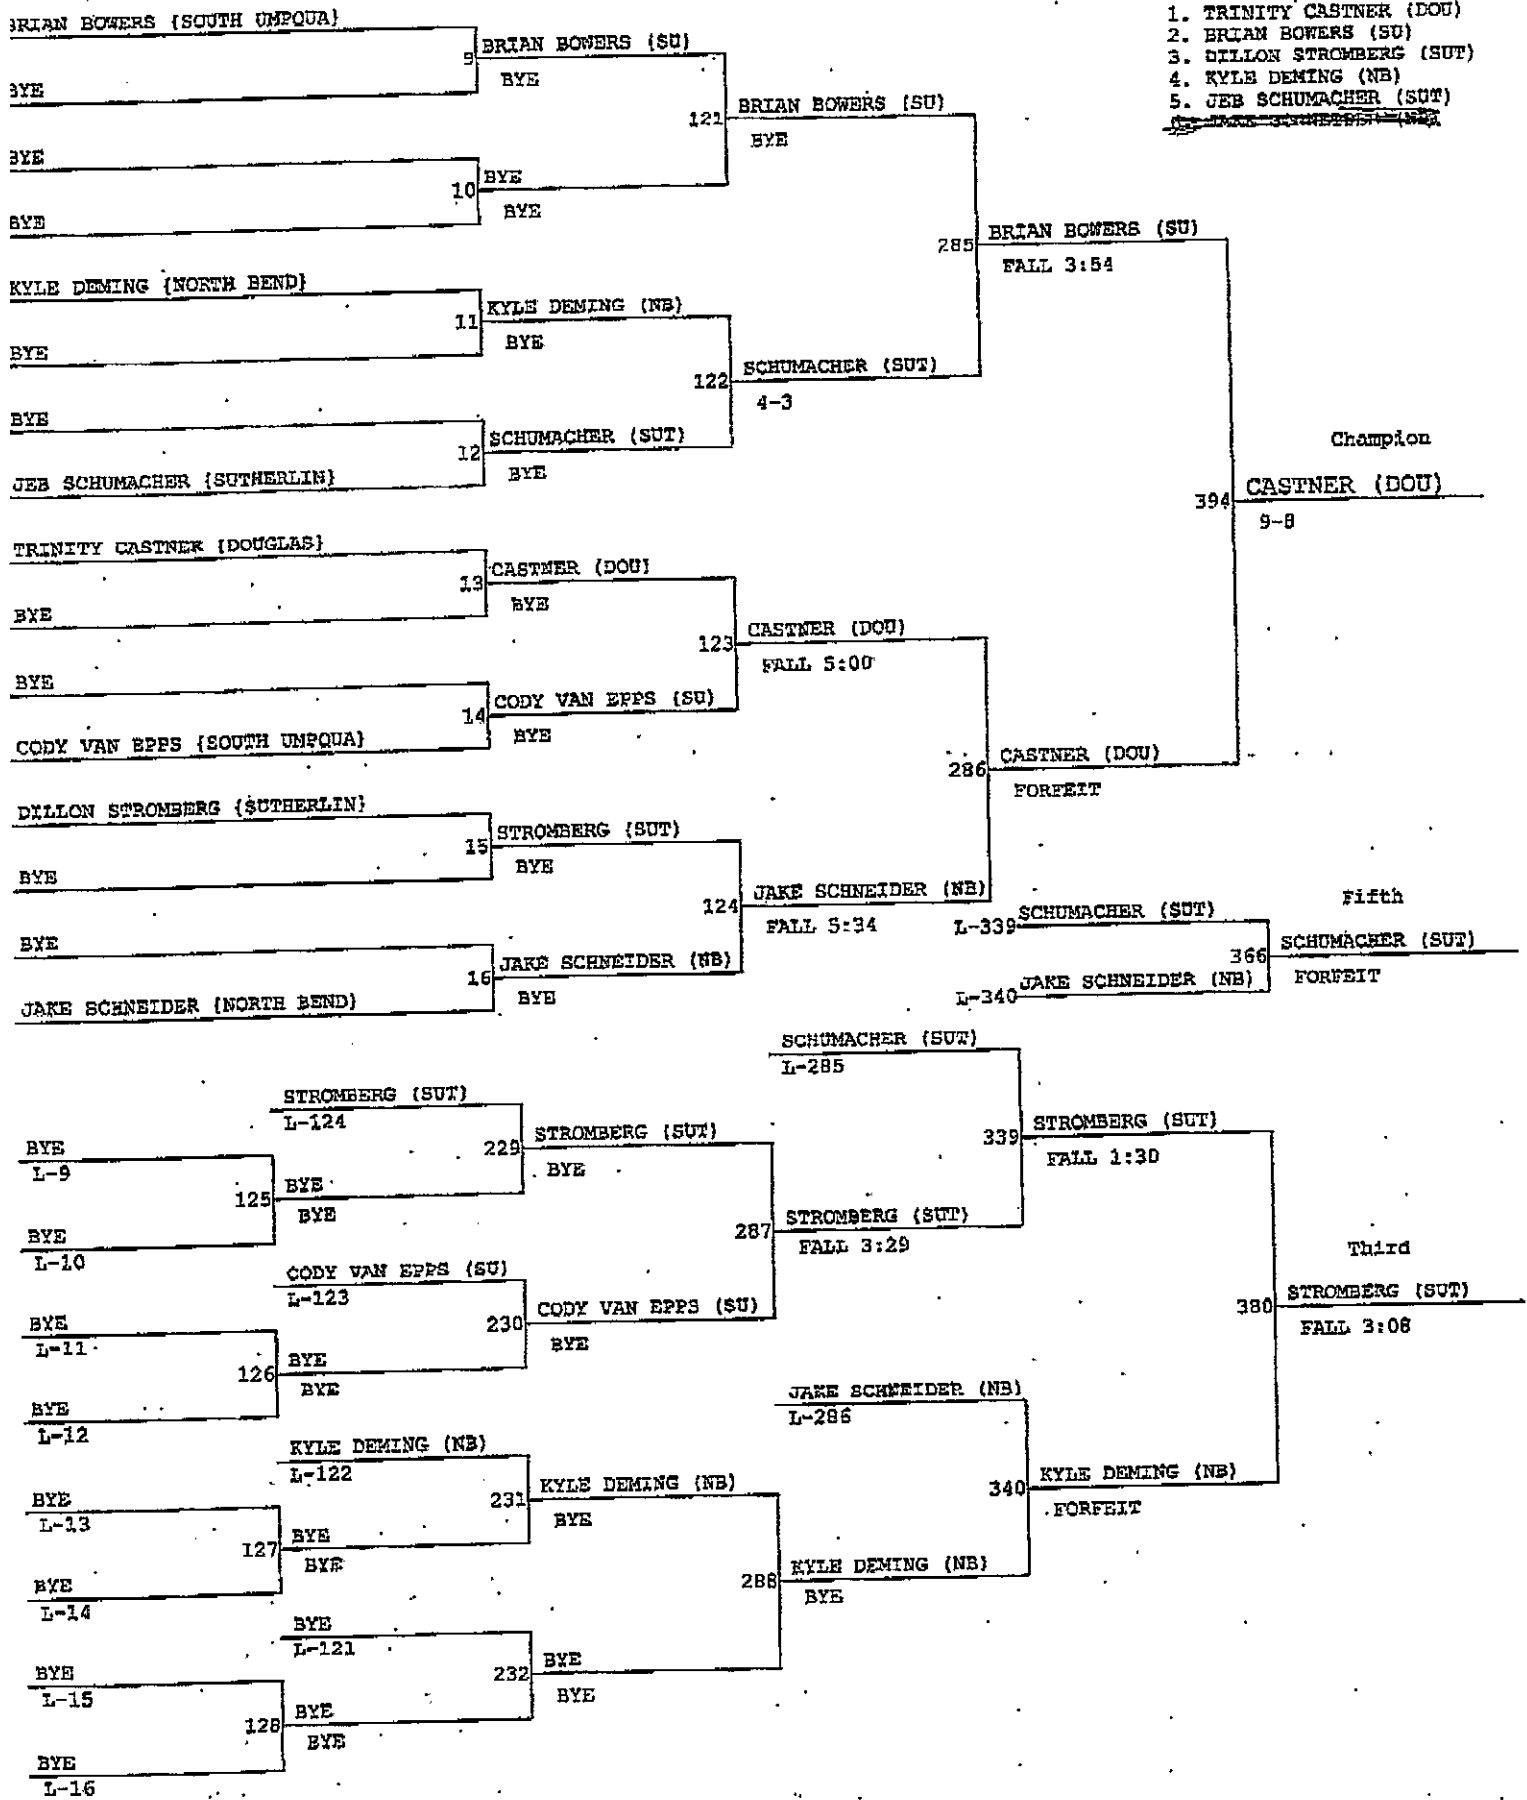 1. TRINITY CASTNER (DOU)
2. BRIAN BOWERS (SU)
3. DILLON STROMBERG (SUT)
4. KYLE DEMING (NB)
5. JEB SCHUMACHER (SUT)
BRIAN BOWERS {SOUTH UMPQUA}
9
BRIAN BOWERS (SU)
BYE
BYE
121
BRIAN BOWERS (SU)
BYE
BYE
10
BYE
BYE
BYE
285
BRIAN BOWERS (SU)
FALL 3:54
KYLE DEMING {NORTH BEND}
11
KYLE DEMING (NB)
BYE
BYE
122
SCHUMACHER (SUT)
4-3
BYE
12
SCHUMACHER (SUT)
BYE
JEB SCHUMACHER {SUTHERLIN}
Champion
394
CASTNER (DOU)
9-8
TRINITY CASTNER {DOUGLAS}
13
CASTNER (DOU)
BYE
BYE
123
CASTNER (DOU)
FALL 5:00
BYE
14
CODY VAN EPPS (SU)
BYE
CODY VAN EPPS {SOUTH UMPQUA}
286
CASTNER (DOU)
FORFEIT
DILLON STROMBERG {SUTHERLIN}
15
STROMBERG (SUT)
BYE
BYE
124
JAKE SCHNEIDER (NB)
FALL 5:34
BYE
16
JAKE SCHNEIDER (NB)
BYE
JAKE SCHNEIDER {NORTH BEND}
Fifth
L-339
SCHUMACHER (SUT)
366
SCHUMACHER (SUT)
FORFEIT
L-340
JAKE SCHNEIDER (NB)
SCHUMACHER (SUT)
L-285
STROMBERG (SUT)
L-124
229
STROMBERG (SUT)
BYE
339
STROMBERG (SUT)
FALL 1:30
BYE
L-9
125
BYE
BYE
BYE
L-10
287
STROMBERG (SUT)
FALL 3:29
CODY VAN EPPS (SU)
L-123
230
CODY VAN EPPS (SU)
BYE
Third
380
STROMBERG (SUT)
FALL 3:08
BYE
L-11
126
BYE
BYE
BYE
L-12
JAKE SCHNEIDER (NB)
L-286
KYLE DEMING (NB)
L-122
231
KYLE DEMING (NB)
BYE
340
KYLE DEMING (NB)
FORFEIT
BYE
L-13
127
BYE
BYE
BYE
L-14
288
KYLE DEMING (NB)
BYE
BYE
L-121
232
BYE
BYE
BYE
L-15
128
BYE
BYE
BYE
L-16